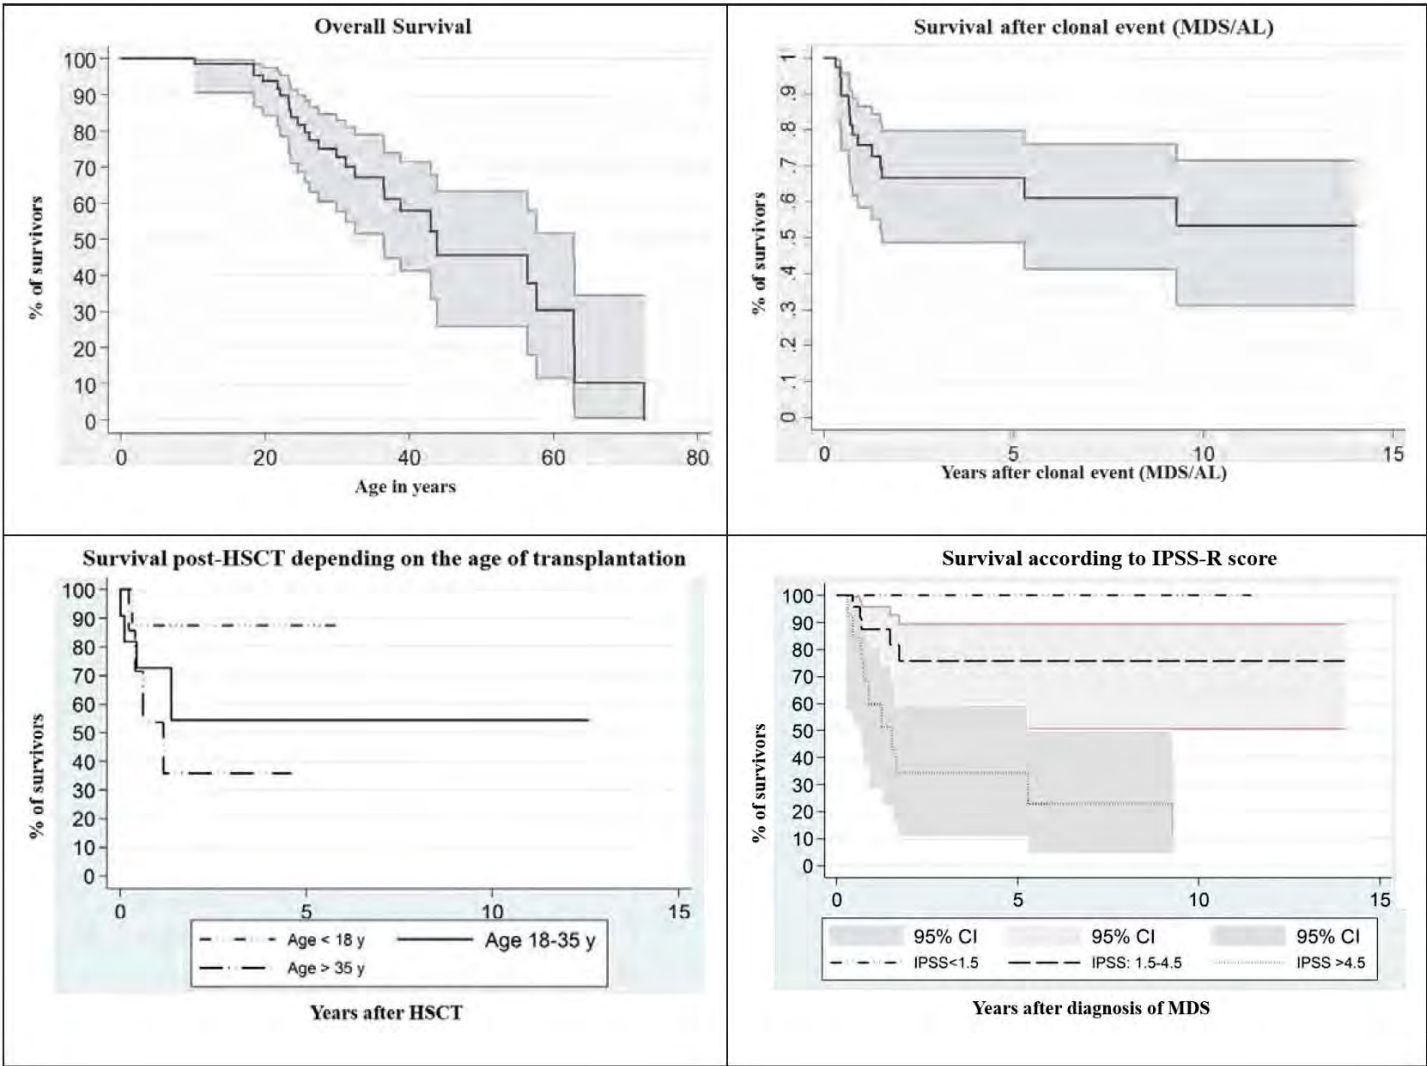 Overall Survival
100
90
80
70
60
50
40
30
20
10
0
% of survivors
0 20 40 60 80
Age in years
Survival after clonal event (MDS/AL)
1
.9
.8
.7
.6
.5
.4
.3
.2
.1
0
% of survivors
0 5 10 15
Years after clonal event (MDS/AL)
Survival post-HSCT depending on the age of transplantation
100
90
80
70
60
50
40
30
20
10
0
% of survivors
0 5 10 15
Age < 18 y Age 18-35 y
Age > 35 y
Years after HSCT
Survival according to IPSS-R score
100
90
80
70
60
50
40
30
20
10
0
% of survivors
0 5 10 15
95% CI 95% CI 95% CI
IPSS<1.5 IPSS: 1.5-4.5 IPSS >4.5
Years after diagnosis of MDS